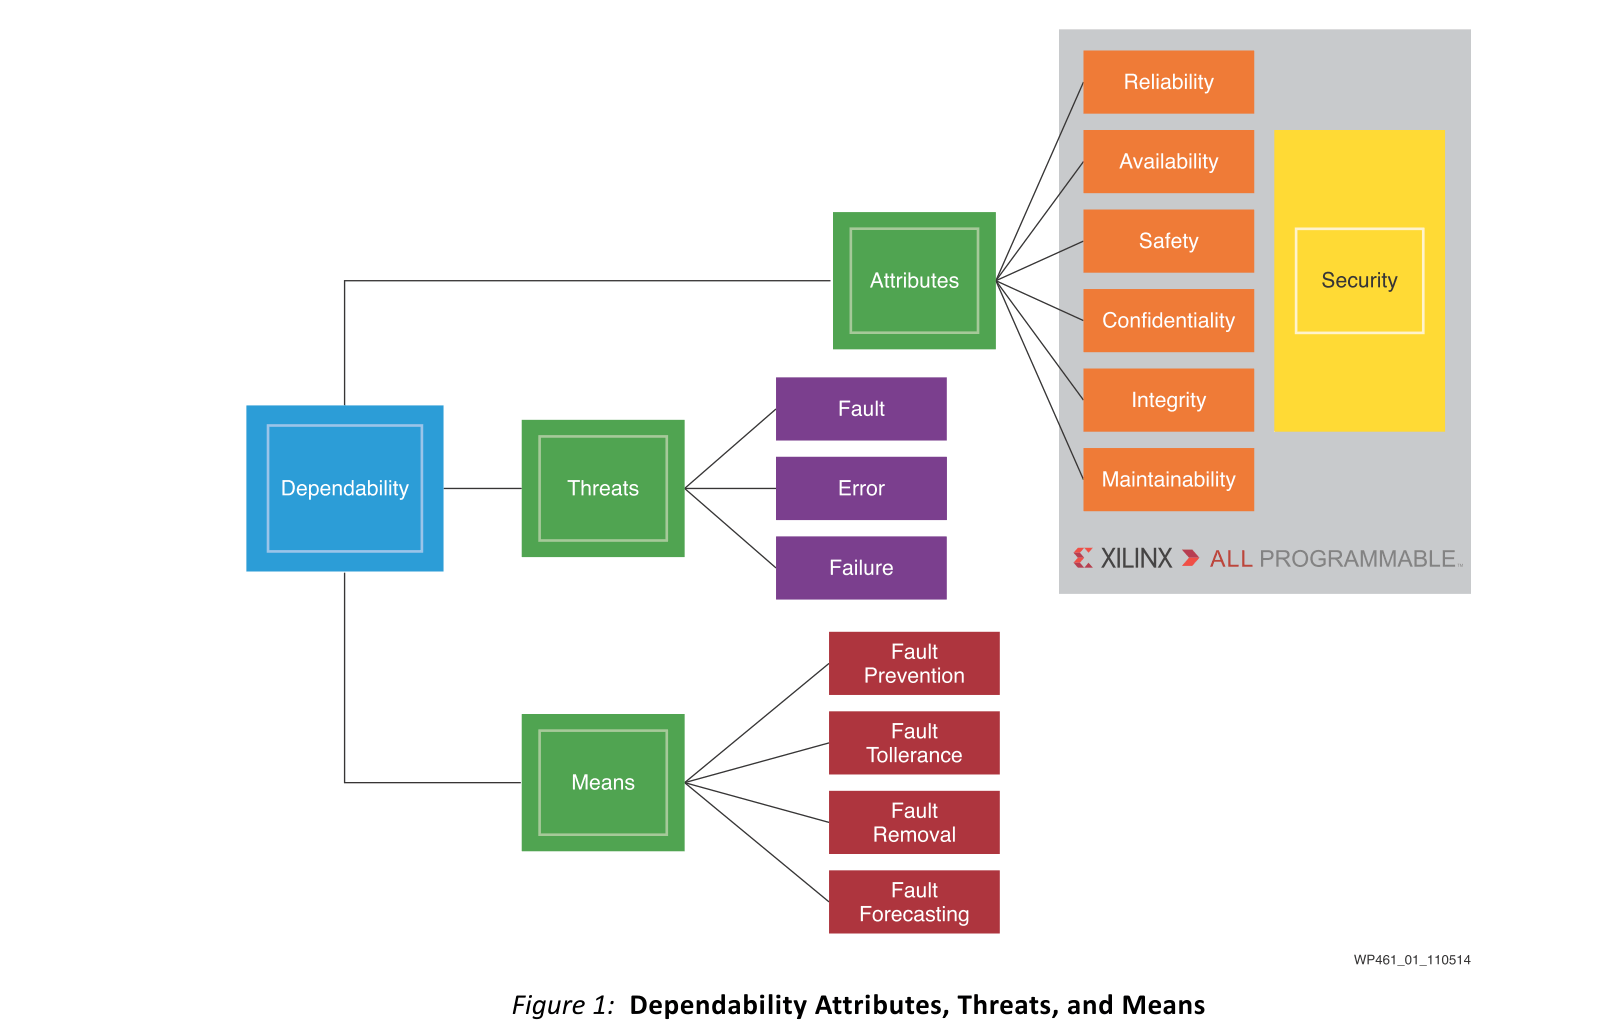 Reliability
Availability
Safety
Confidentiality
Integrity
Maintainability
Security
XILINX ALL PROGRAMMABLE™
Attributes
Dependability
Threats
Fault
Error
Failure
Means
Fault
Prevention
Fault
Tollerance
Fault
Removal
Fault
Forecasting
WP461_01_110514
Figure 1: Dependability Attributes, Threats, and Means